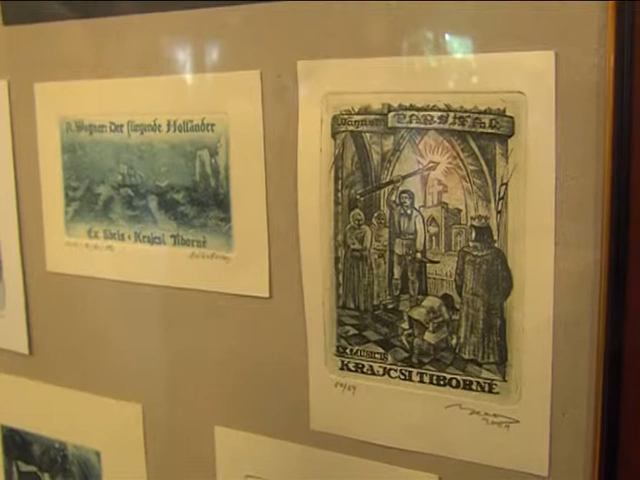 R. Wagner: Der fliegende Holländer
Ex libris • Krajcsi Tiborné
Wagner: PARSIFAL
EX MUSICIS
KRAJCSI TIBORNÉ